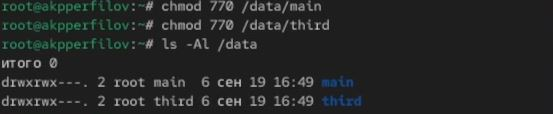 root@akpperfilov:~# chmod 770 /data/main
root@akpperfilov:~# chmod 770 /data/third
root@akpperfilov:~# ls -Al /data
итого 0
drwxrwx---. 2 root main  6 сен 19 16:49 main
drwxrwx---. 2 root third 6 сен 19 16:49 third